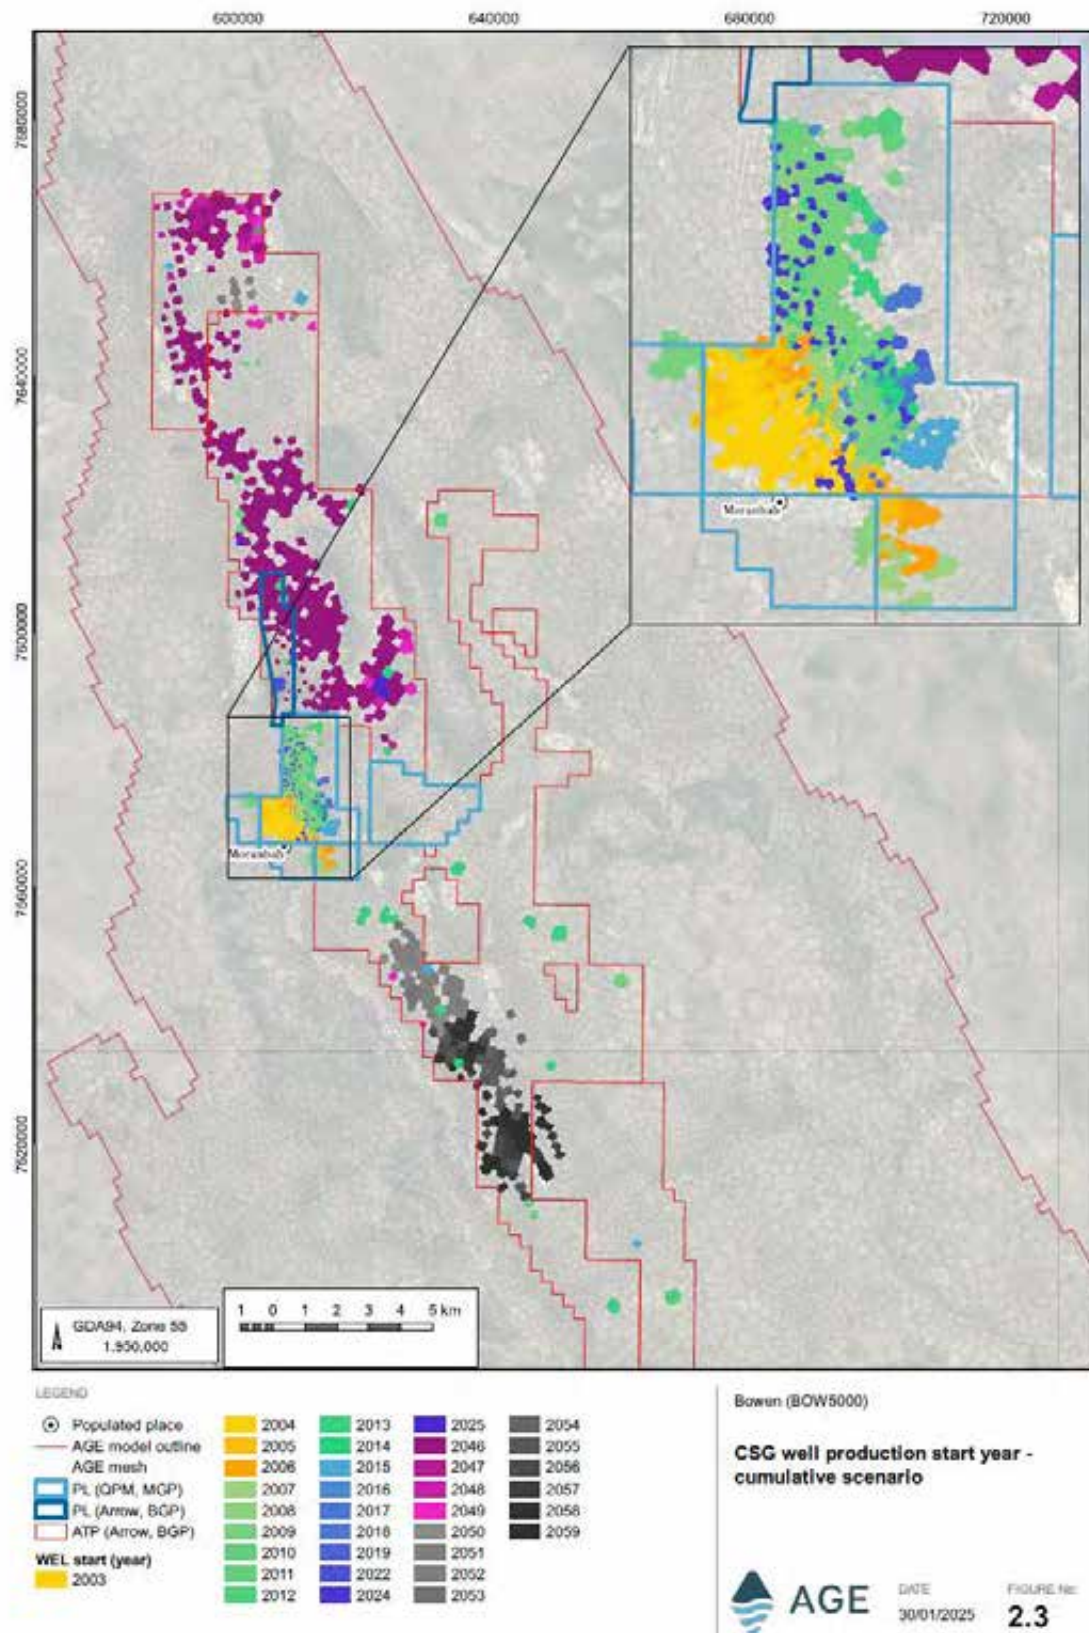 600000 640000 680000 720000
7680000
7640000
7600000
7560000
7520000
Moranbah
Moranbah
GDA94, Zone 55
1:950,000
N
1 0 1 2 3 4 5 km
LEGEND
Populated place
AGE model outline
AGE mesh
PL (QPM, MGP)
PL (Arrow, BGP)
ATP (Arrow, BGP)
WEL start (year)
2003
2004
2005
2006
2007
2008
2009
2010
2011
2012
2013
2014
2015
2016
2017
2018
2019
2022
2024
2025
2046
2047
2048
2049
2050
2051
2052
2053
2054
2055
2056
2057
2058
2059
Bowen (BOW5000)
CSG well production start year -
cumulative scenario
AGE
DATE
30/01/2025
FIGURE No:
2.3